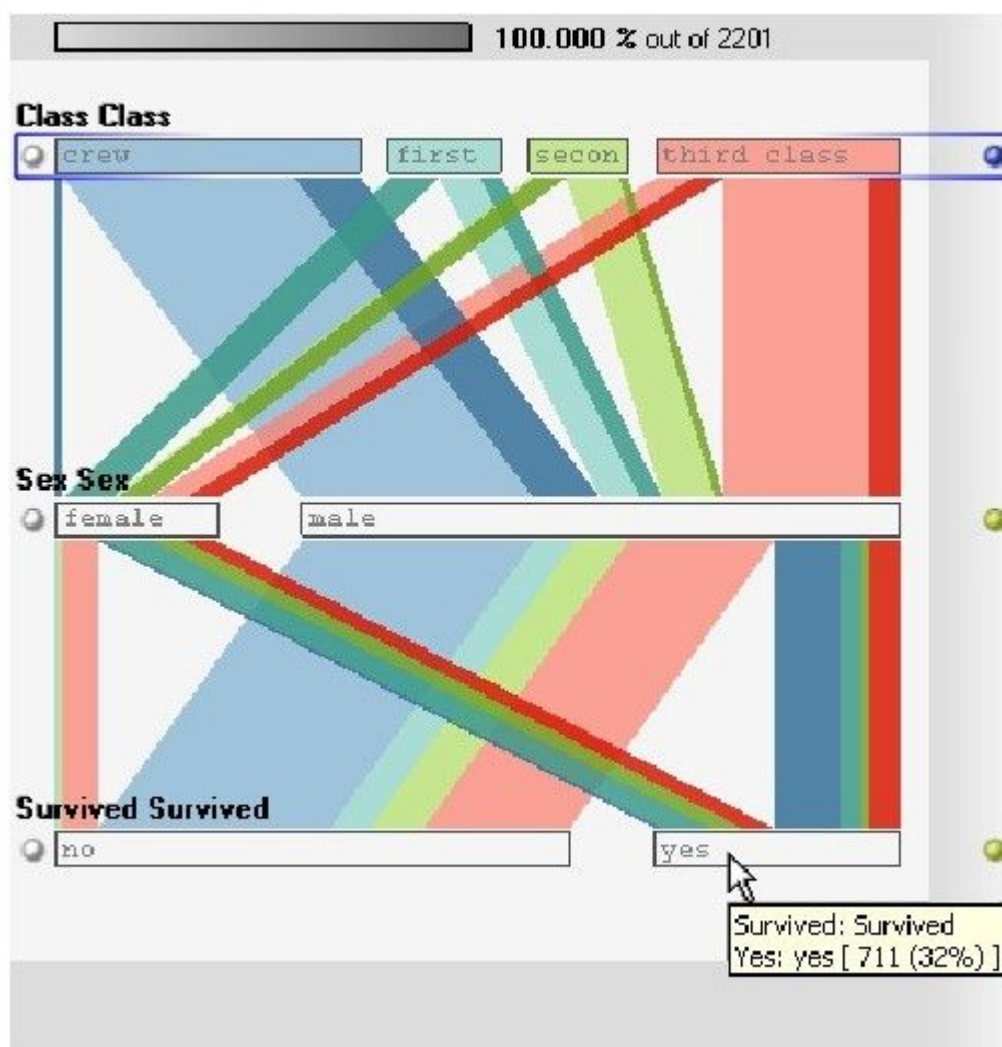 100.000 % out of 2201
Class Class
crew first secon third class
Sex Sex
female male
Survived Survived
no yes
Survived: Survived
Yes: yes [ 711 (32%) ]